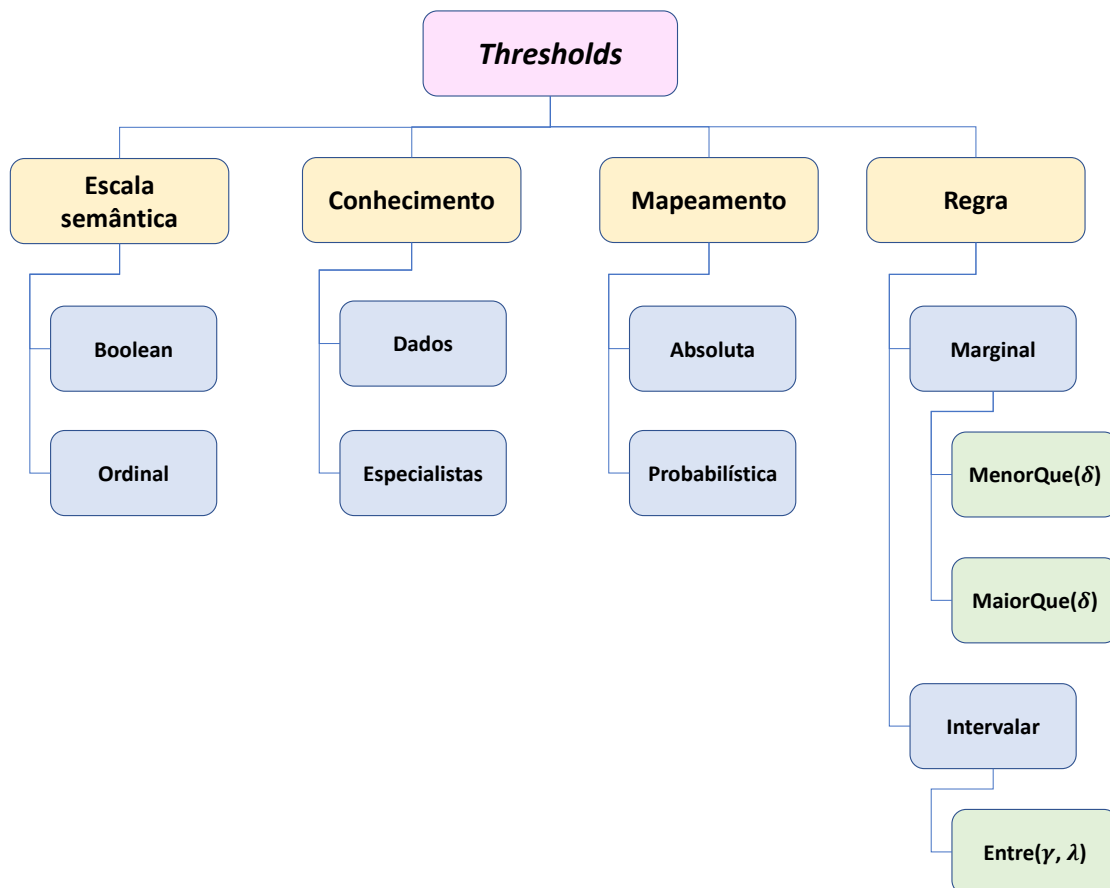 Thresholds
Escala
semântica
Conhecimento
Mapeamento
Regra
Boolean
Dados
Absoluta
Marginal
Ordinal
Especialistas
Probabilística
MenorQue(δ)
MaiorQue(δ)
Intervalar
Entre(γ, λ)